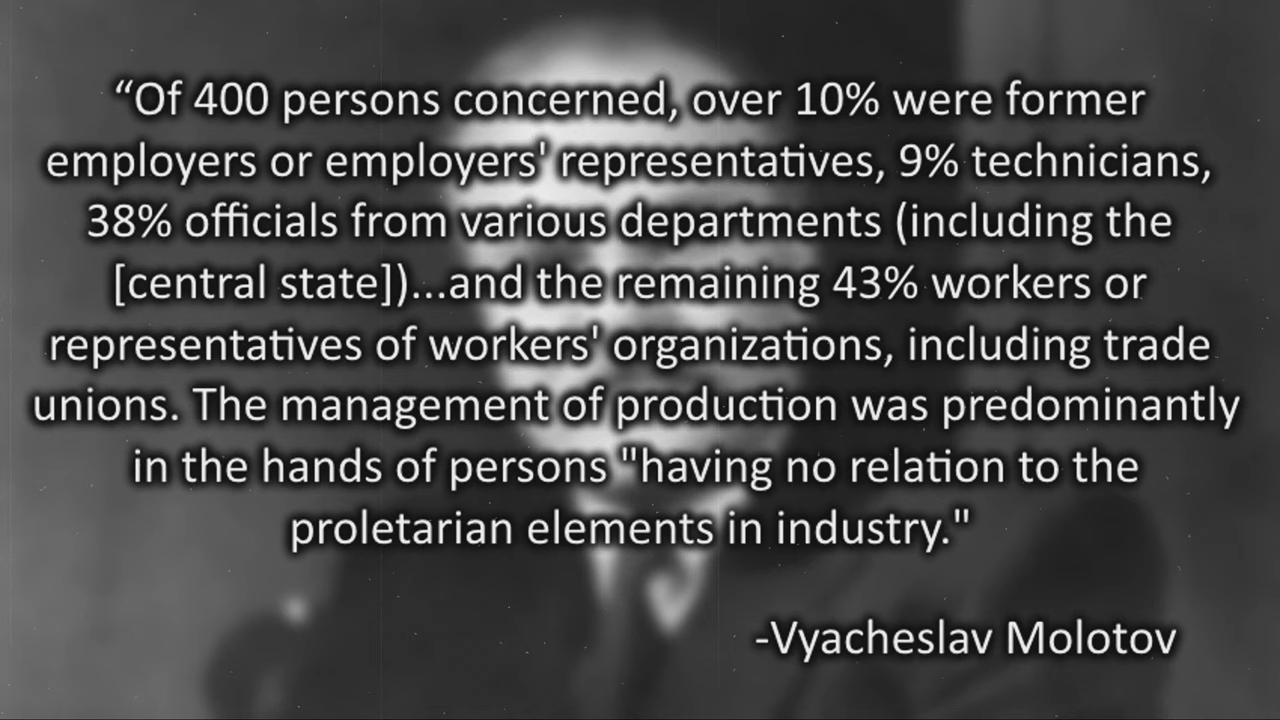 “Of 400 persons concerned, over 10% were former
employers or employers' representatives, 9% technicians,
38% officials from various departments (including the
[central state])...and the remaining 43% workers or
representatives of workers' organizations, including trade
unions. The management of production was predominantly
in the hands of persons "having no relation to the
proletarian elements in industry."
-Vyacheslav Molotov